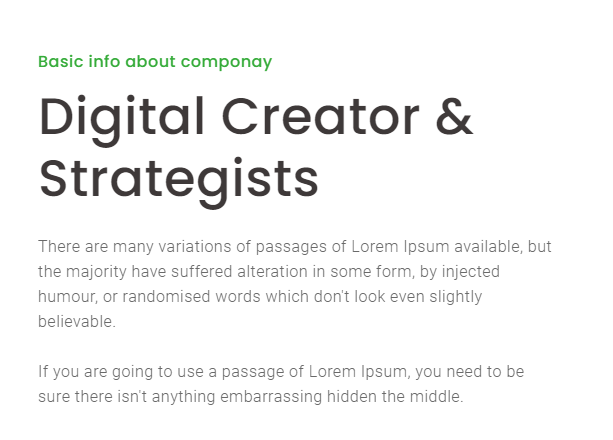 Basic info about componay
Digital Creator &
Strategists
There are many variations of passages of Lorem Ipsum available, but
the majority have suffered alteration in some form, by injected
humour, or randomised words which don't look even slightly
believable.
If you are going to use a passage of Lorem Ipsum, you need to be
sure there isn't anything embarrassing hidden the middle.